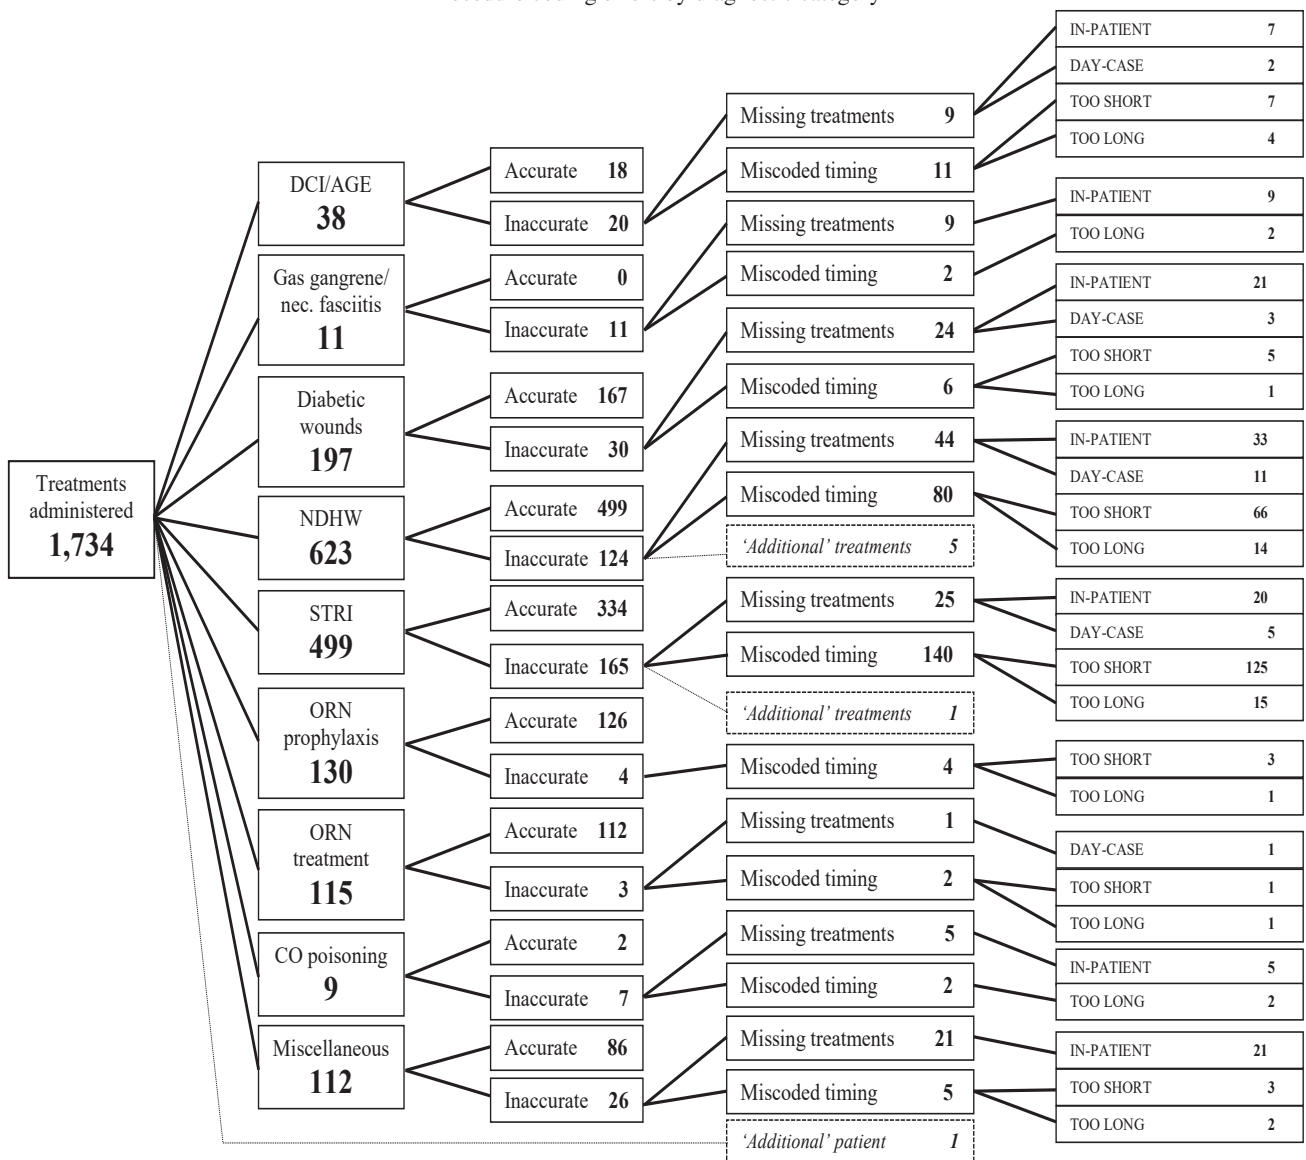 Treatments
administered
1,734
DCI/AGE
38
Accurate 18
Inaccurate 20
Missing treatments 9
IN-PATIENT 7
DAY-CASE 2
Miscoded timing 11
TOO SHORT 7
TOO LONG 4
Gas gangrene/
nec. fasciitis
11
Accurate 0
Inaccurate 11
Missing treatments 9
IN-PATIENT 9
Miscoded timing 2
TOO LONG 2
Diabetic
wounds
197
Accurate 167
Inaccurate 30
Missing treatments 24
IN-PATIENT 21
DAY-CASE 3
Miscoded timing 6
TOO SHORT 5
TOO LONG 1
NDHW
623
Accurate 499
Inaccurate 124
Missing treatments 44
IN-PATIENT 33
DAY-CASE 11
Miscoded timing 80
TOO SHORT 66
TOO LONG 14
‘Additional’ treatments 5
STRI
499
Accurate 334
Inaccurate 165
Missing treatments 25
IN-PATIENT 20
DAY-CASE 5
Miscoded timing 140
TOO SHORT 125
TOO LONG 15
‘Additional’ treatments 1
ORN
prophylaxis
130
Accurate 126
Inaccurate 4
Miscoded timing 4
TOO SHORT 3
TOO LONG 1
ORN
treatment
115
Accurate 112
Inaccurate 3
Missing treatments 1
DAY-CASE 1
Miscoded timing 2
TOO SHORT 1
TOO LONG 1
CO poisoning
9
Accurate 2
Inaccurate 7
Missing treatments 5
IN-PATIENT 5
Miscoded timing 2
TOO LONG 2
Miscellaneous
112
Accurate 86
Inaccurate 26
Missing treatments 21
IN-PATIENT 21
Miscoded timing 5
TOO SHORT 3
TOO LONG 2
‘Additional’ patient 1